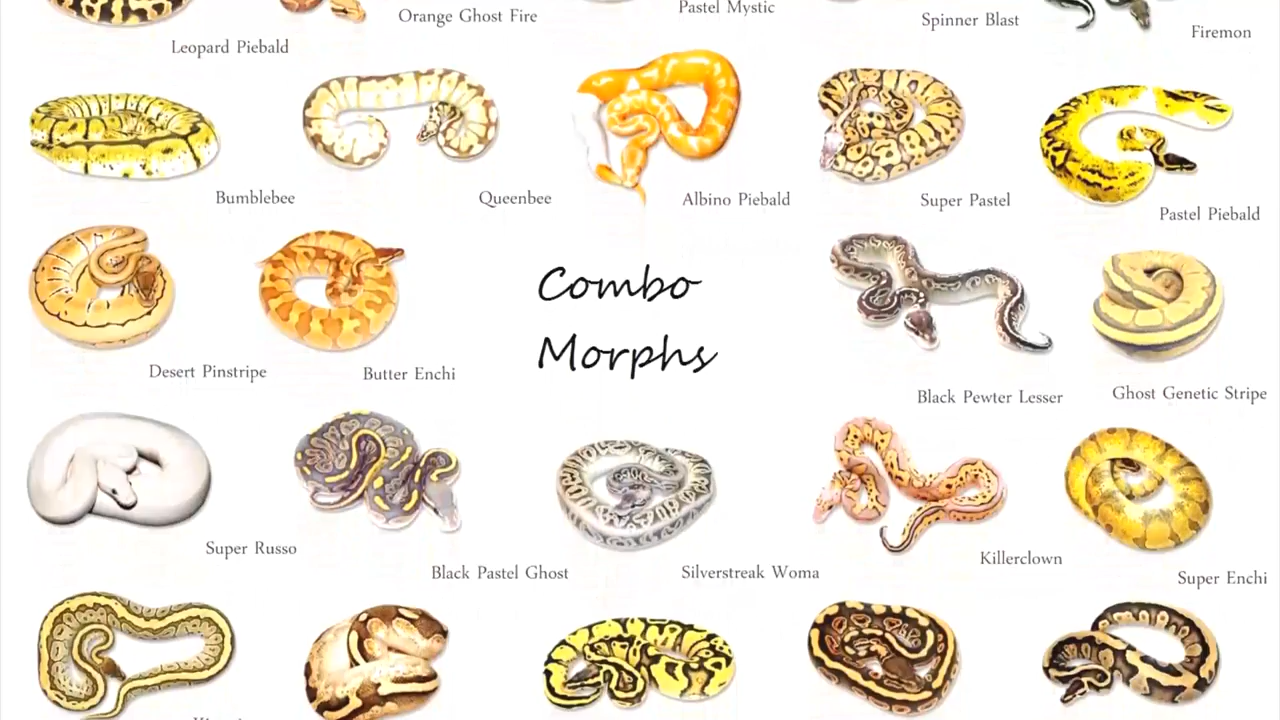 Orange Ghost Fire
Pastel Mystic
Spinner Blast
Firemon
Leopard Piebald
Bumblebee
Queenbee
Albino Piebald
Super Pastel
Pastel Piebald
Combo
Morphs
Desert Pinstripe
Butter Enchi
Black Pewter Lesser
Ghost Genetic Stripe
Super Russo
Black Pastel Ghost
Silverstreak Woma
Killerclown
Super Enchi